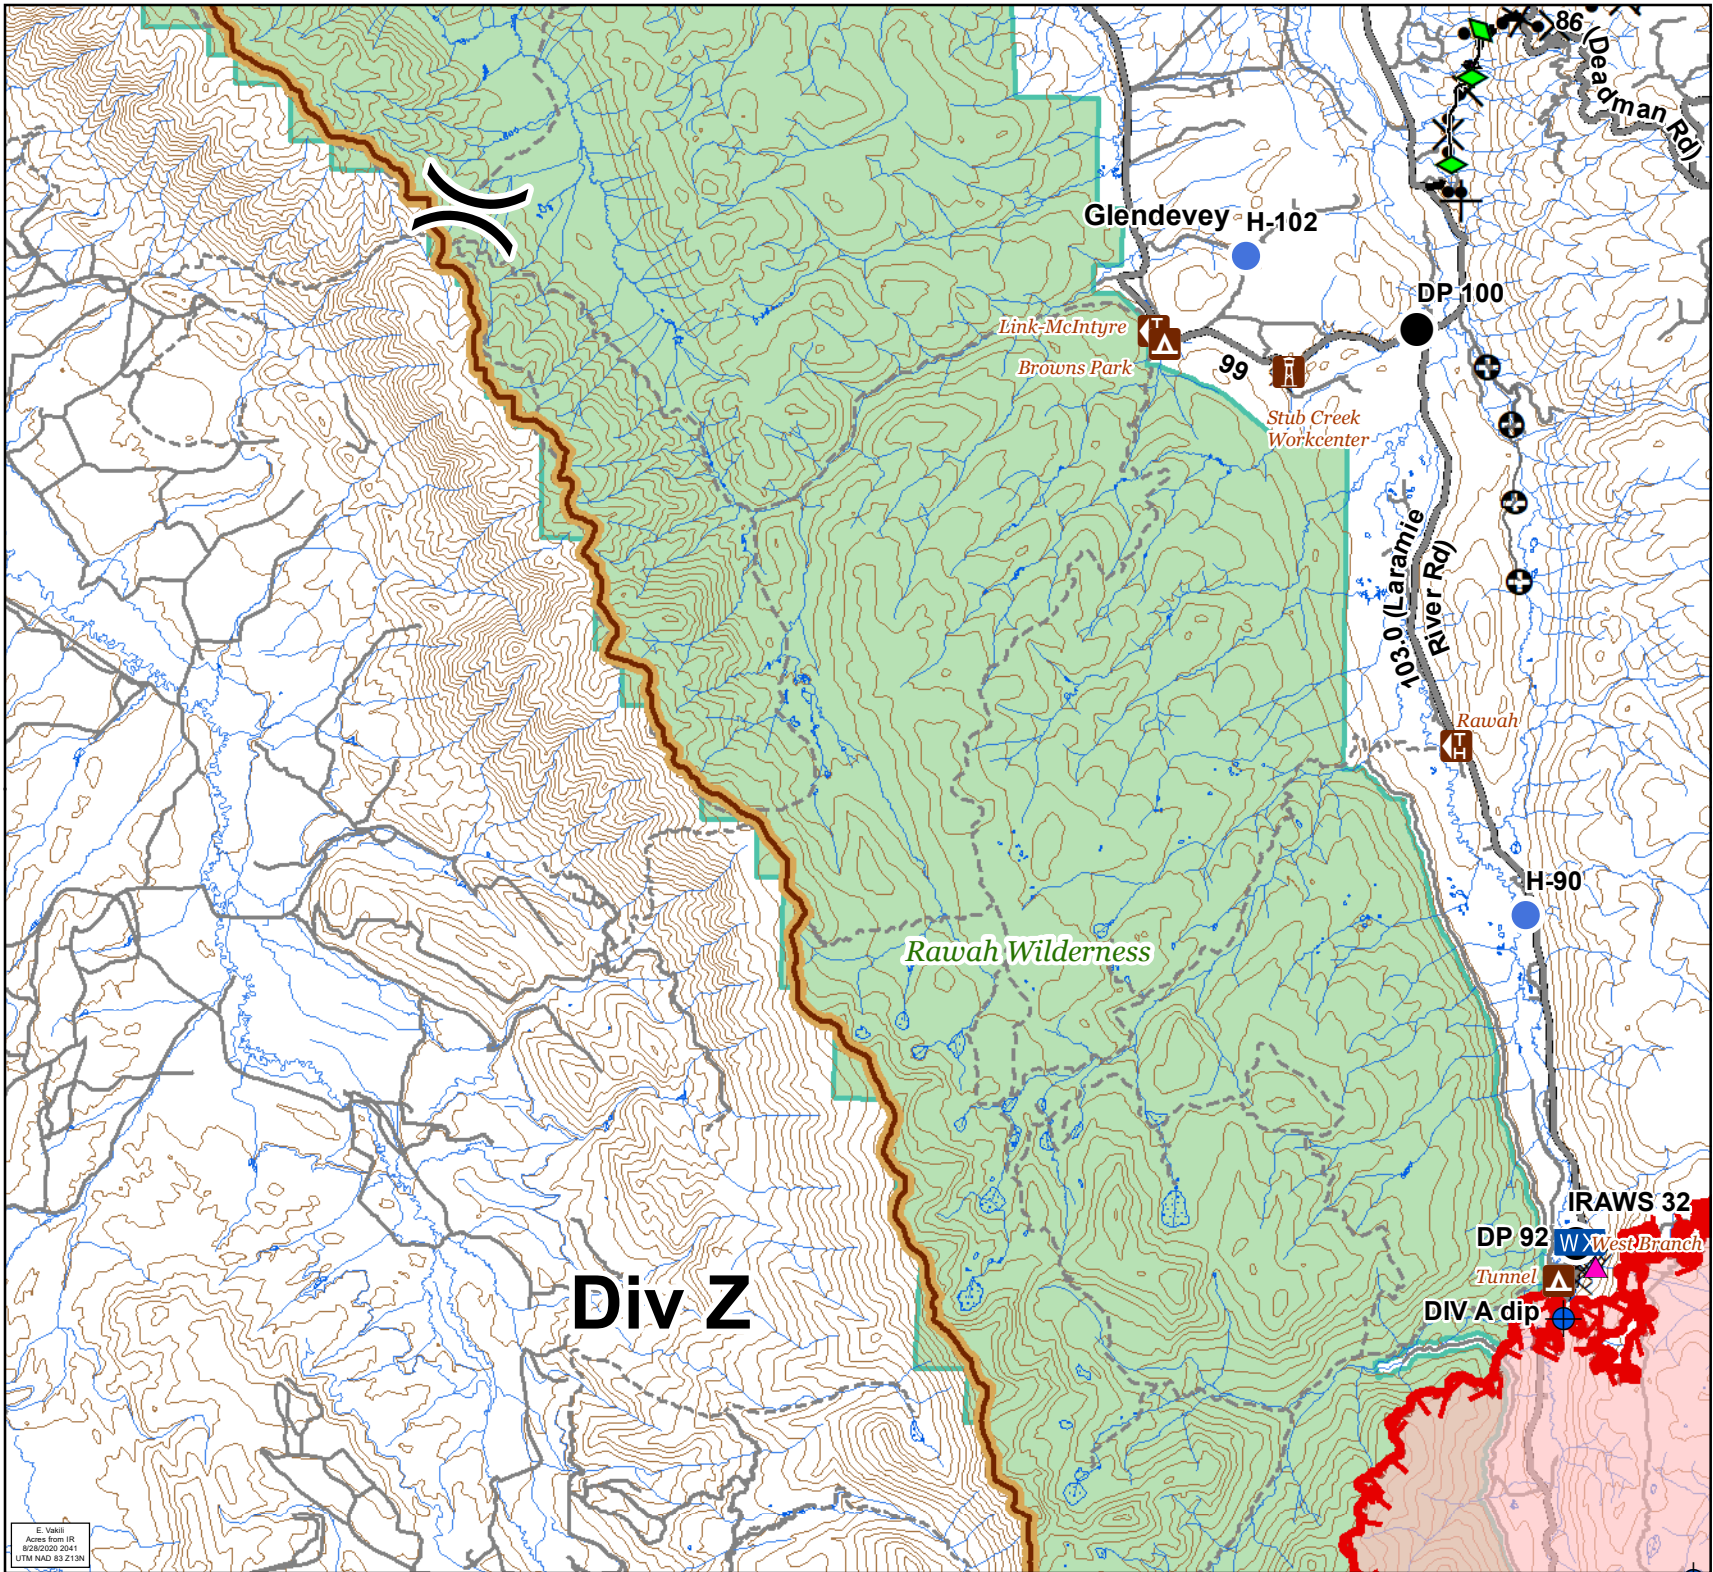 86 (Deadman Rd)
Glendevey
H-102
DP 100
Link-McIntyre
Browns Park
99
Stub Creek
Workcenter
103.0 (Laramie
River Rd)
Rawah
T
H
H-90
Rawah Wilderness
IRAWS 32
DP 92
W
West Branch
Tunnel
DIV A dip
Div Z
E. Vakili
Acres from IR
8/28/2020 2041
UTM NAD 83 Z13N